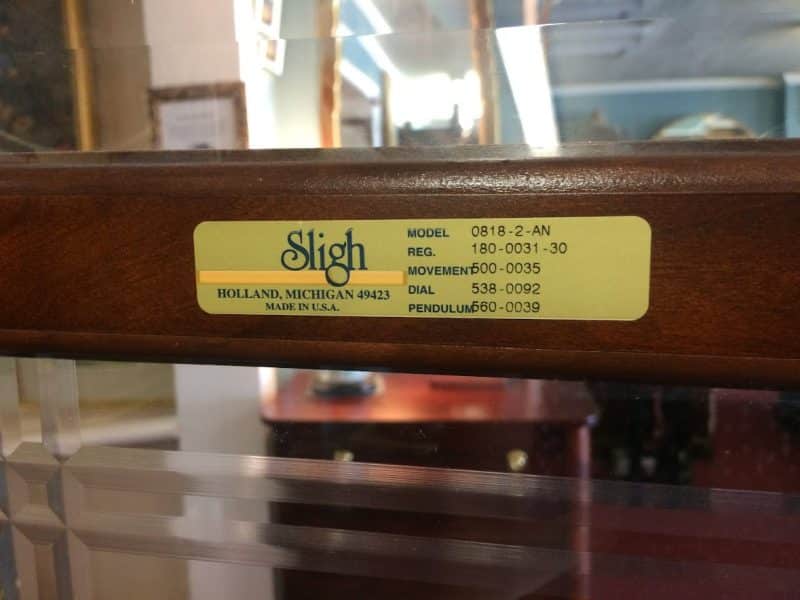 Sligh
HOLLAND, MICHIGAN 49423
MADE IN U.S.A.
MODEL 0818-2-AN
REG. 180-0031-30
MOVEMENT 500-0035
DIAL 538-0092
PENDULUM 560-0039